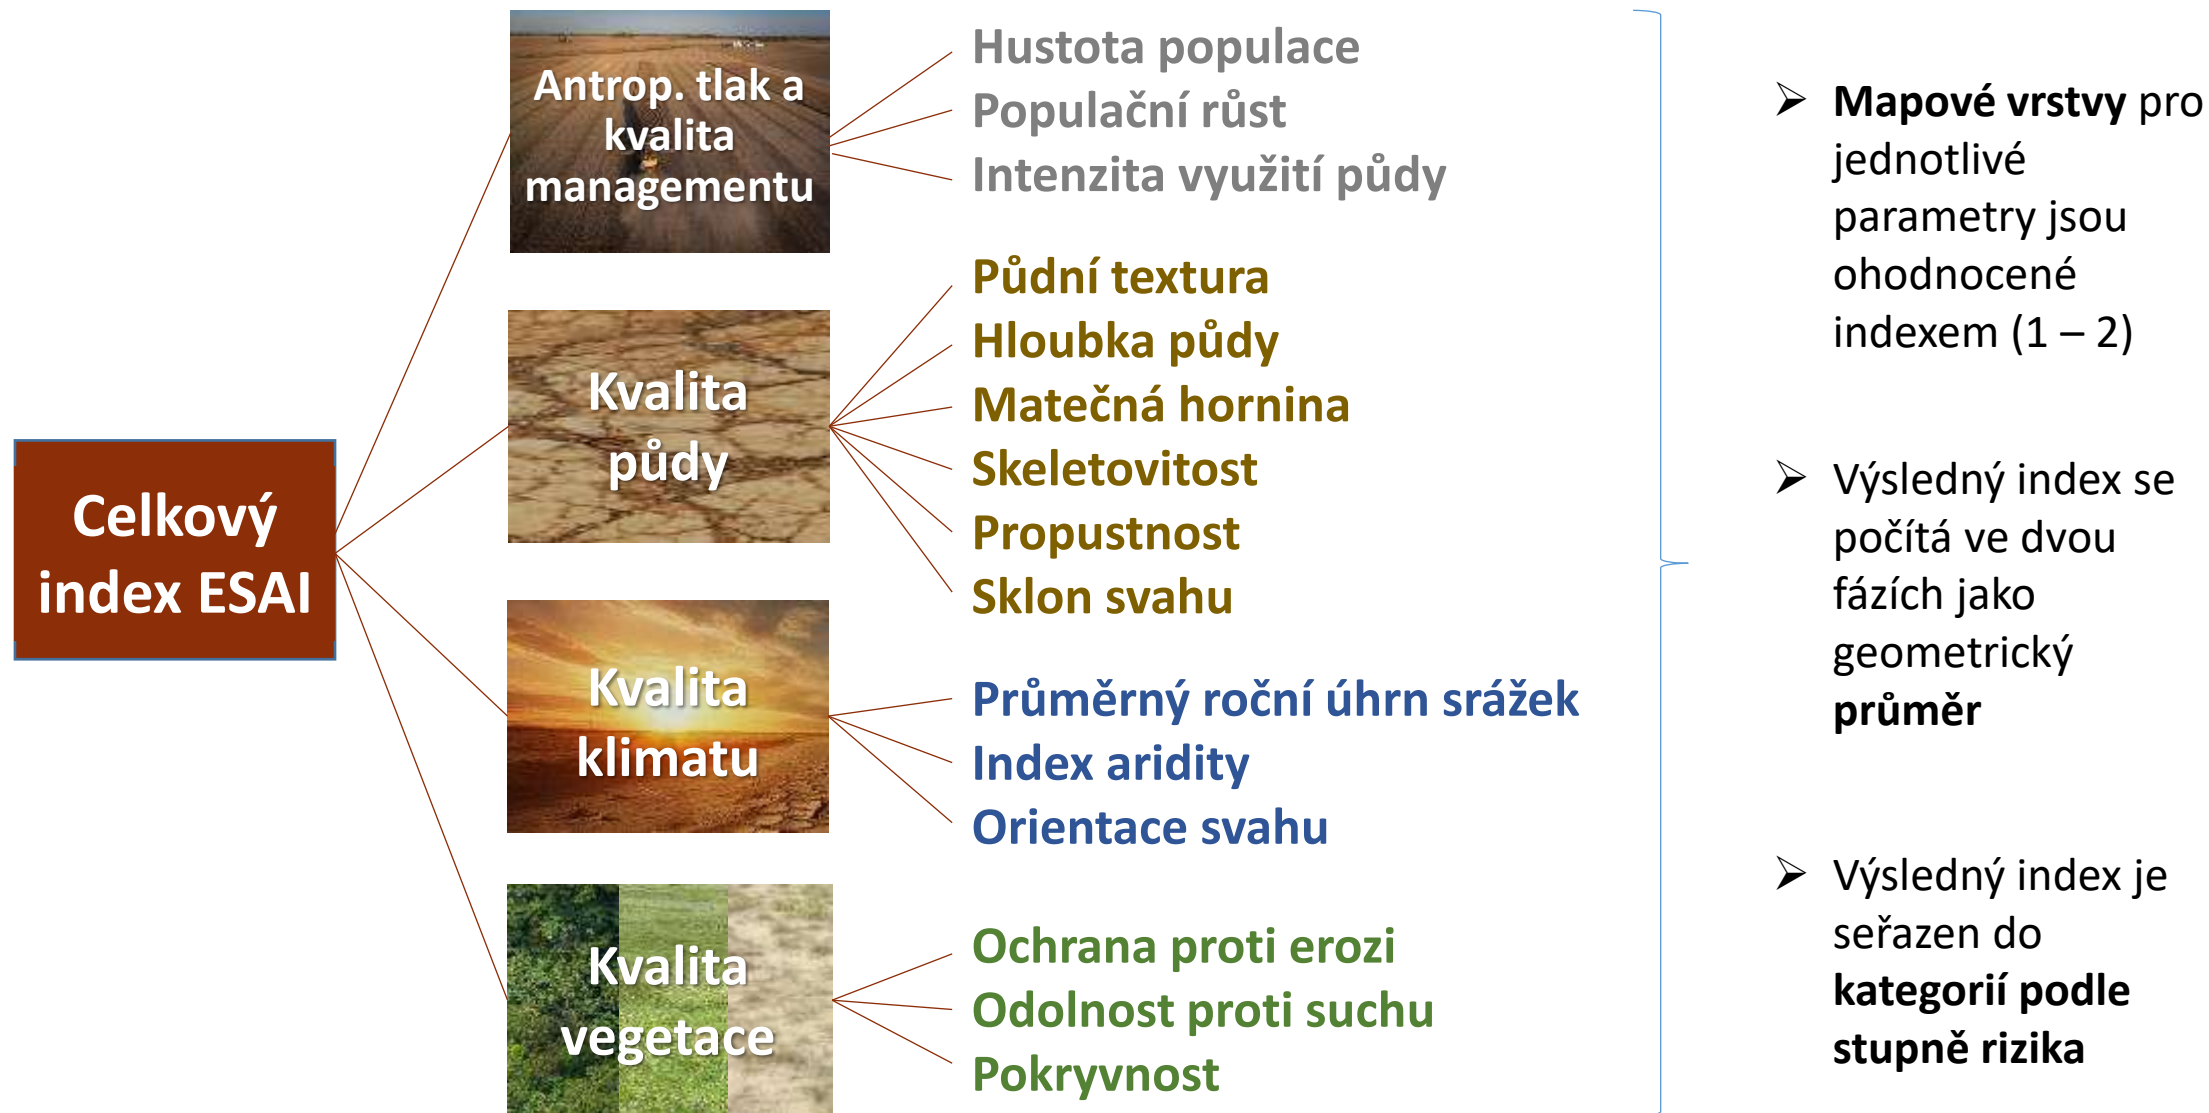 Celkový
index ESAI
Antrop. tlak a
kvalita
managementu
Hustota populace
Populační růst
Intenzita využití půdy
Kvalita
půdy
Půdní textura
Hloubka půdy
Matečná hornina
Skeletovitost
Propustnost
Sklon svahu
Kvalita
klimatu
Průměrný roční úhrn srážek
Index aridity
Orientace svahu
Kvalita
vegetace
Ochrana proti erozi
Odolnost proti suchu
Pokryvnost
➢ Mapové vrstvy pro
jednotlivé
parametry jsou
ohodnocené
indexem (1 – 2)
➢ Výsledný index se
počítá ve dvou
fázích jako
geometrický
průměr
➢ Výsledný index je
seřazen do
kategorií podle
stupně rizika